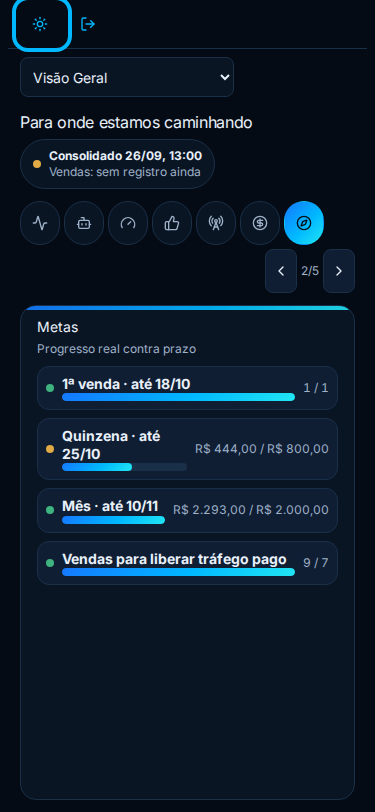 Visão Geral
Para onde estamos caminhando
Consolidado 26/09, 13:00
Vendas: sem registro ainda
2/5
Metas
Progresso real contra prazo
1ª venda · até 18/10
1 / 1
Quinzena · até
25/10
R$ 444,00 / R$ 800,00
Mês · até 10/11
R$ 2.293,00 / R$ 2.000,00
Vendas para liberar tráfego pago
9 / 7